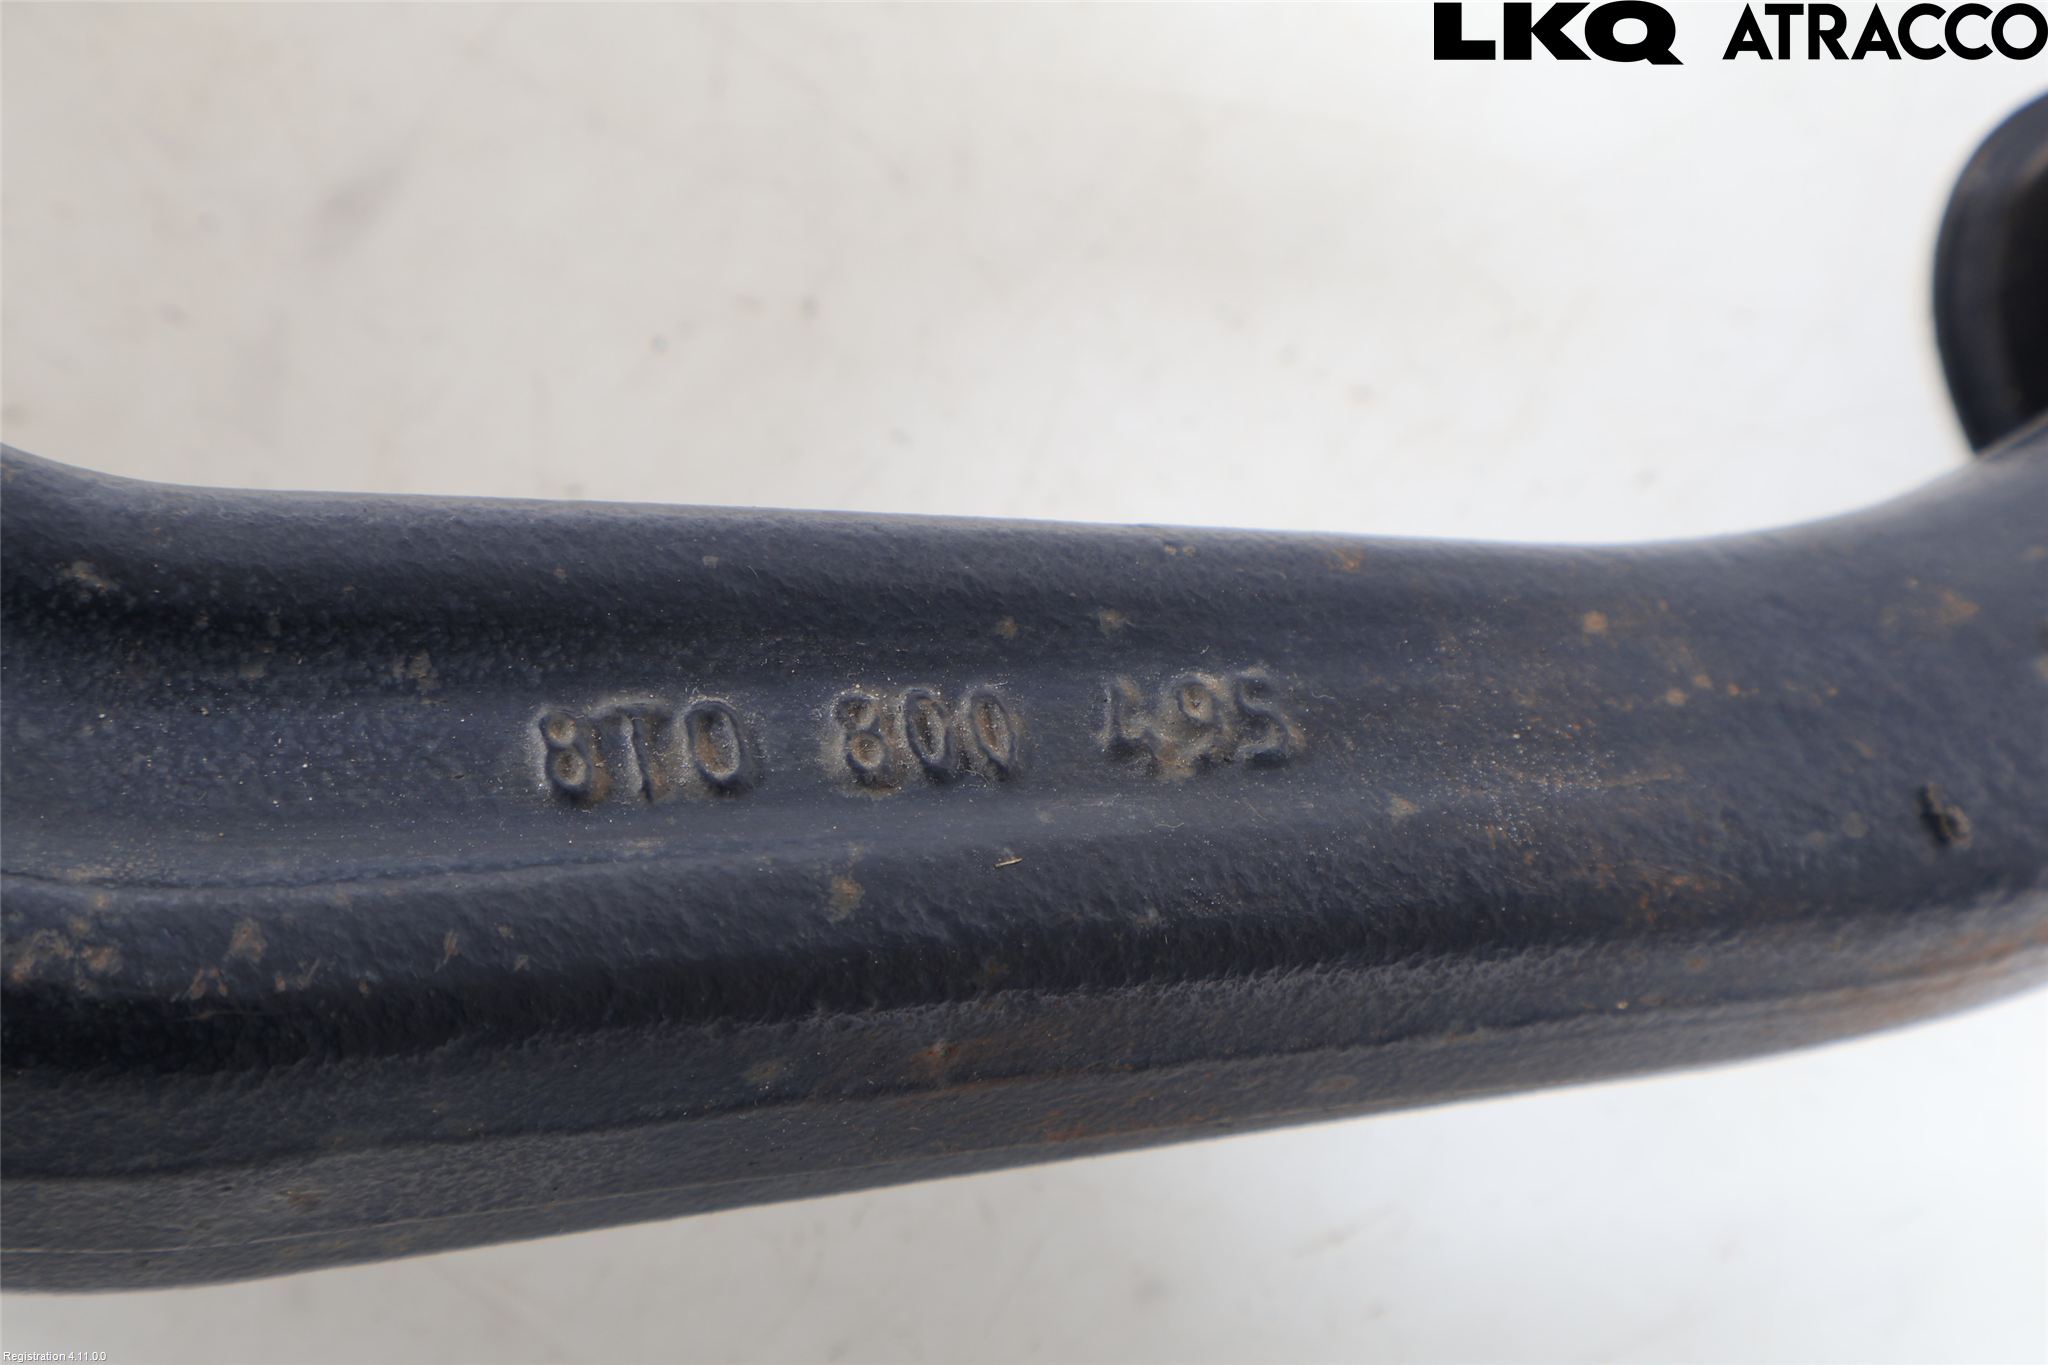 LKQ ATRACCO
8T0 800 495
Registration 4.11.0.0